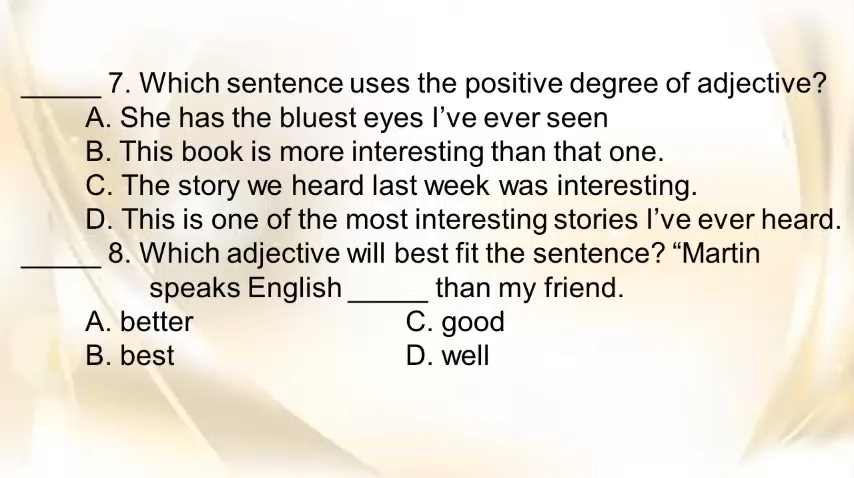 _____ 7. Which sentence uses the positive degree of adjective?
A. She has the bluest eyes I’ve ever seen
B. This book is more interesting than that one.
C. The story we heard last week was interesting.
D. This is one of the most interesting stories I’ve ever heard.
_____ 8. Which adjective will best fit the sentence? “Martin
speaks English _____ than my friend.
A. better C. good
B. best D. well